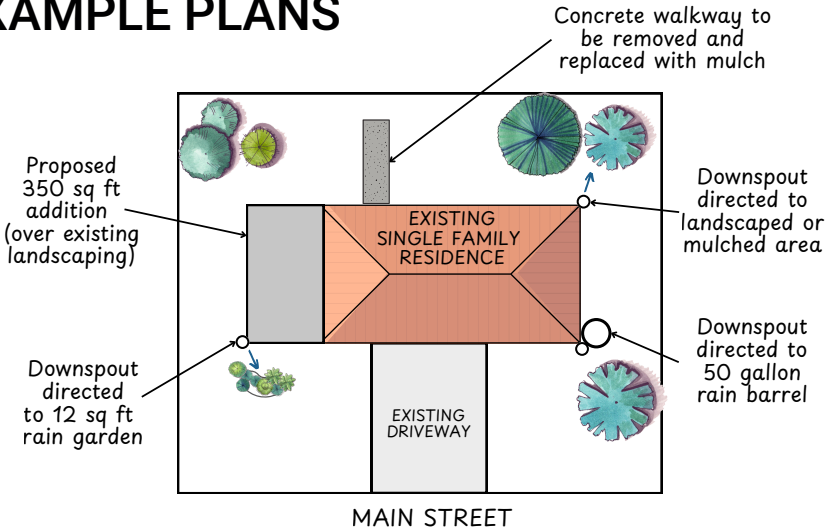 XAMPLE PLANS
Concrete walkway to
be removed and
replaced with mulch
Proposed
350 sq ft
addition
(over existing
landscaping)
EXISTING
SINGLE FAMILY
RESIDENCE
Downspout
directed to
landscaped or
mulched area
Downspout
directed
to 12 sq ft
rain garden
EXISTING
DRIVEWAY
Downspout
directed to
50 gallon
rain barrel
MAIN STREET